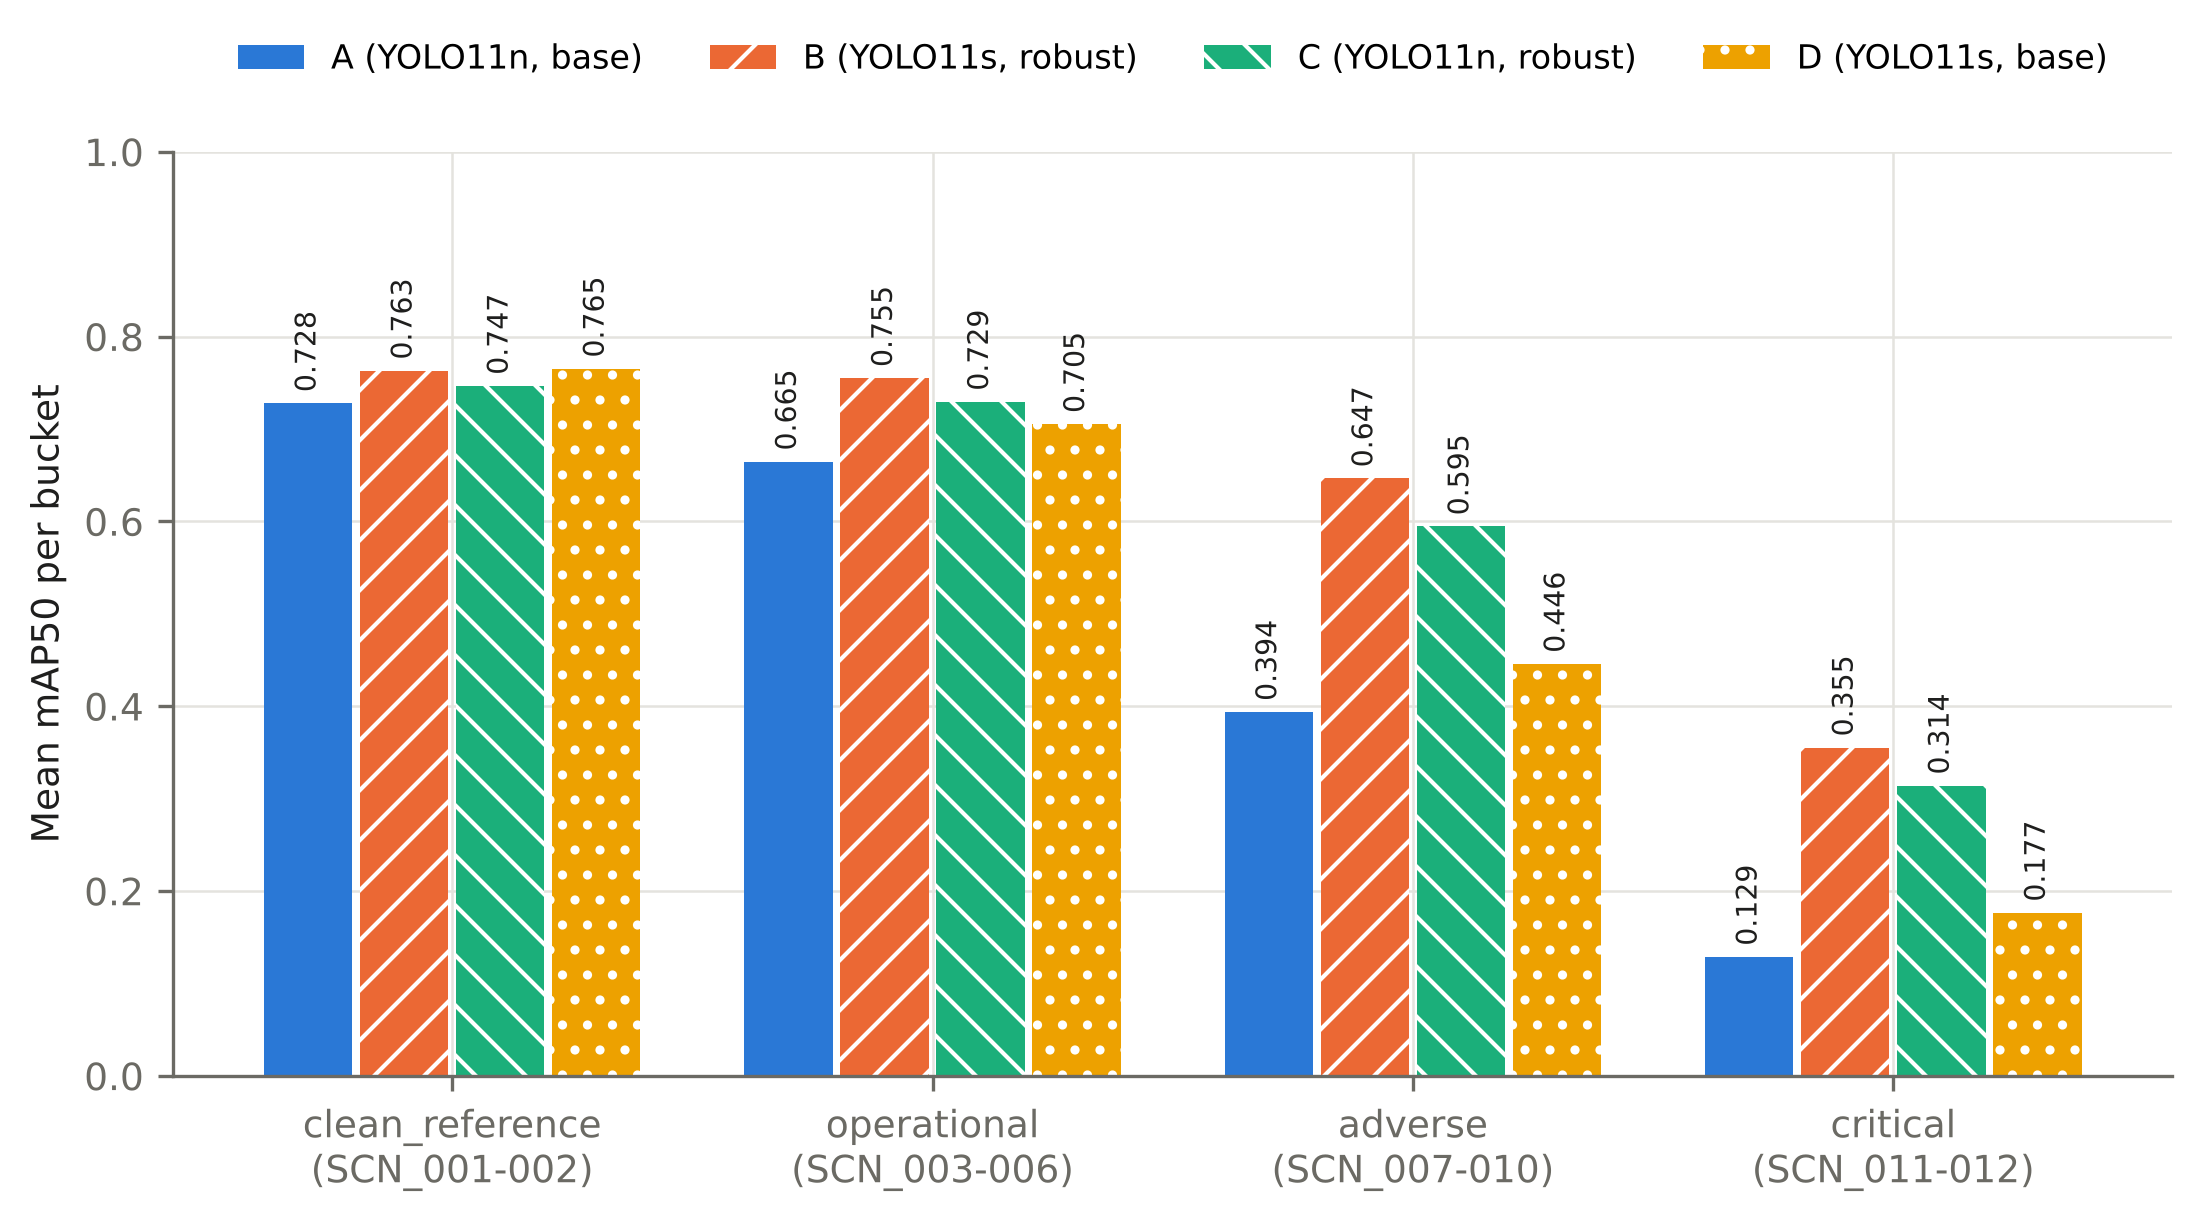 A (YOLO11n, base)
B (YOLO11s, robust)
C (YOLO11n, robust)
D (YOLO11s, base)
Mean mAP50 per bucket
1.0
0.8
0.6
0.4
0.2
0.0
0.728
0.763
0.747
0.765
0.665
0.755
0.729
0.705
0.394
0.647
0.595
0.446
0.129
0.355
0.314
0.177
clean_reference
(SCN_001-002)
operational
(SCN_003-006)
adverse
(SCN_007-010)
critical
(SCN_011-012)